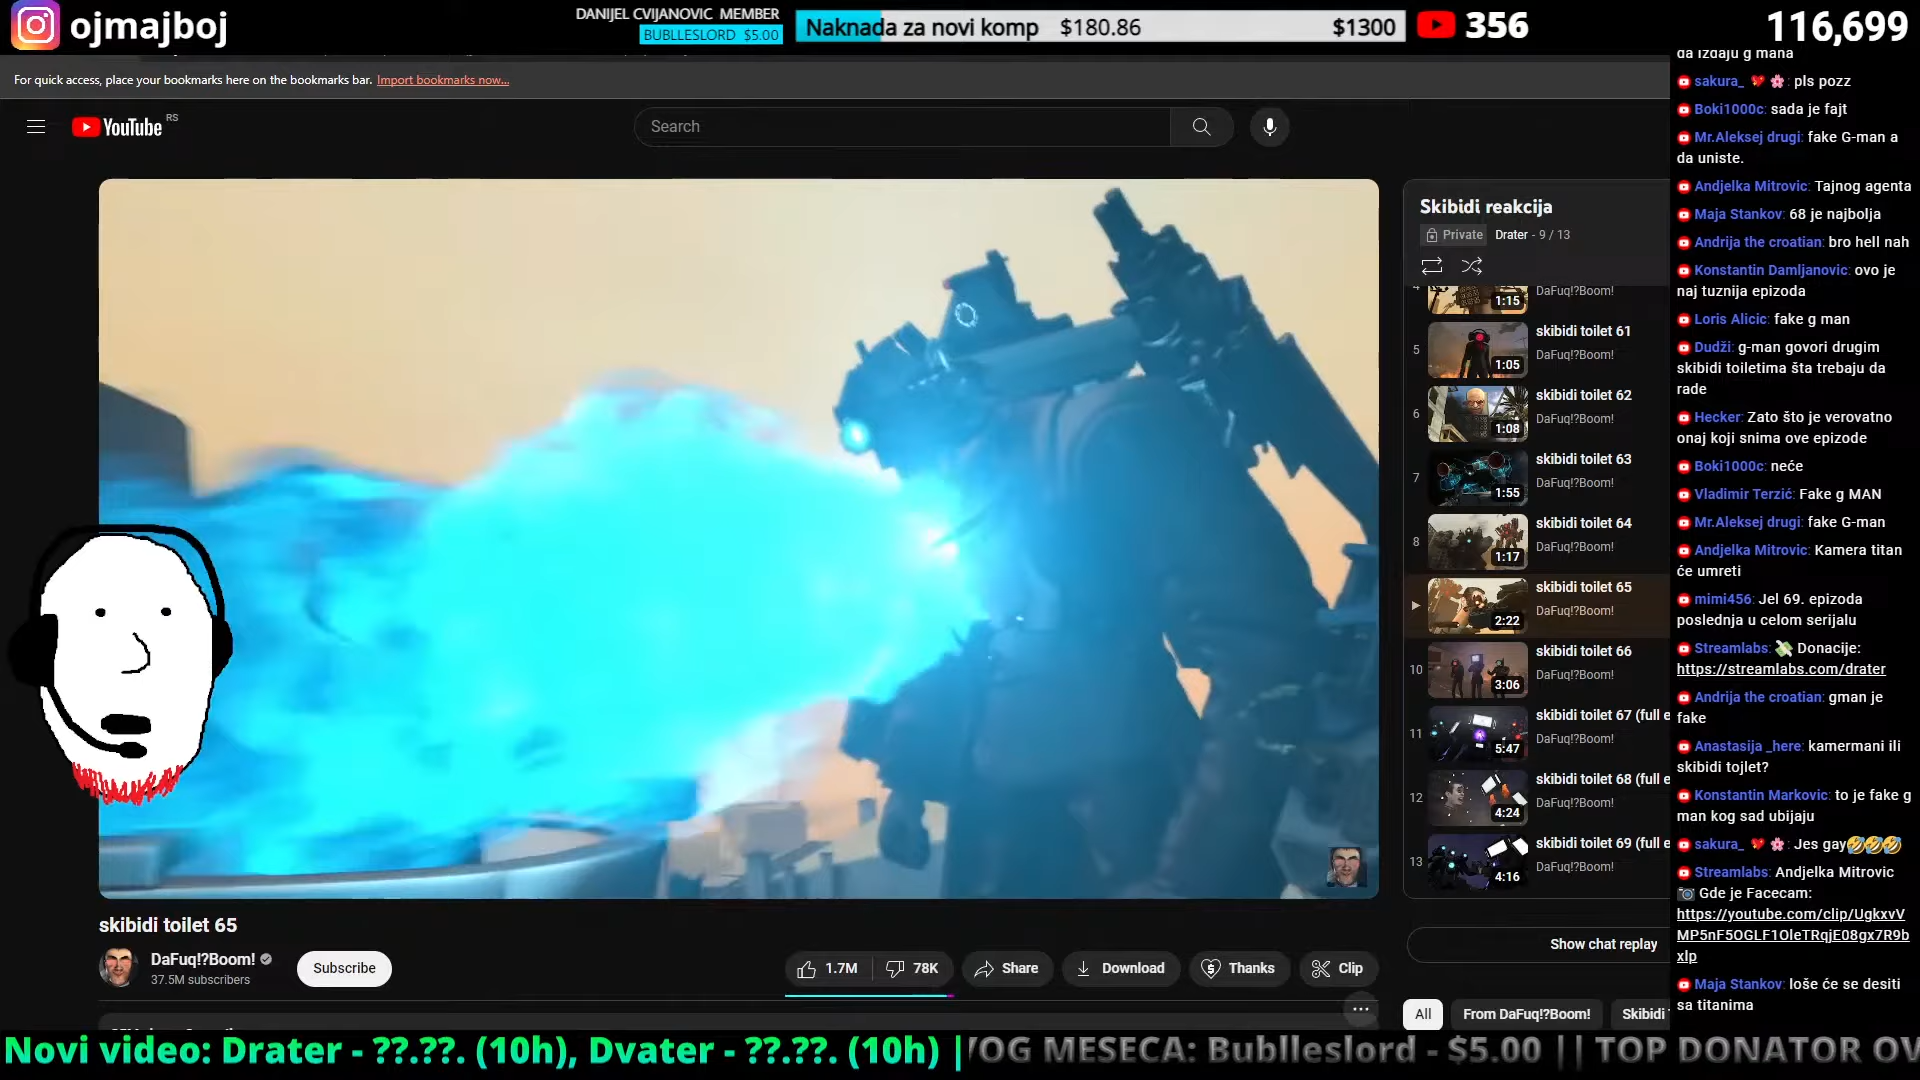 ojmajboj
DANIJEL CVIJANOVIC MEMBER
BUBLLESLORD $5.00
Naknada za novi komp $180.86 $1300
356
116,699
For quick access, place your bookmarks here on the bookmarks bar. Import bookmarks now...
YouTube RS
Search
Skibidi reakcija
Private Drater - 9 / 13
DaFuq!?Boom!
1:15
5
skibidi toilet 61
DaFuq!?Boom!
1:05
6
skibidi toilet 62
DaFuq!?Boom!
1:08
7
skibidi toilet 63
DaFuq!?Boom!
1:55
8
skibidi toilet 64
DaFuq!?Boom!
1:17
skibidi toilet 65
DaFuq!?Boom!
2:22
10
skibidi toilet 66
DaFuq!?Boom!
3:06
11
skibidi toilet 67 (full e
DaFuq!?Boom!
5:47
12
skibidi toilet 68 (full e
DaFuq!?Boom!
4:24
13
skibidi toilet 69 (full e
DaFuq!?Boom!
4:16
Show chat replay
All From DaFuq!?Boom! Skibidi
skibidi toilet 65
DaFuq!?Boom!
37.5M subscribers
Subscribe
1.7M 78K Share Download Thanks Clip
da izdaju g mana
sakura_: pls pozz
Boki1000c: sada je fajt
Mr.Aleksej drugi: fake G-man a
da uniste.
Andjelka Mitrovic: Tajnog agenta
Maja Stankov: 68 je najbolja
Andrija the croatian: bro hell nah
Konstantin Damljanovic: ovo je
naj tuznija epizoda
Loris Alicic: fake g man
Dudži: g-man govori drugim
skibidi toiletima šta trebaju da
rade
Hecker: Zato što je verovatno
onaj koji snima ove epizode
Boki1000c: neće
Vladimir Terzić: Fake g MAN
Mr.Aleksej drugi: fake G-man
Andjelka Mitrovic: Kamera titan
će umreti
mimi456: Jel 69. epizoda
poslednja u celom serijalu
Streamlabs: 💸 Donacije:
https://streamlabs.com/drater
Andrija the croatian: gman je
fake
Anastasija _here: kamermani ili
skibidi tojlet?
Konstantin Markovic: to je fake g
man kog sad ubijaju
sakura_ 💖 🌸: Jes gay🤣🤣🤣
Streamlabs: Andjelka Mitrovic
📷 Gde je Facecam:
https://youtube.com/clip/UgkxvV
MP5nF5OGLF1OleTRqjE08gx7R9b
xlp
Maja Stankov: loše će se desiti
sa titanima
Novi video: Drater - ??.??. (10h), Dvater - ??.??. (10h) |
OG MESECA: Bublleslord - $5.00 || TOP DONATOR OV